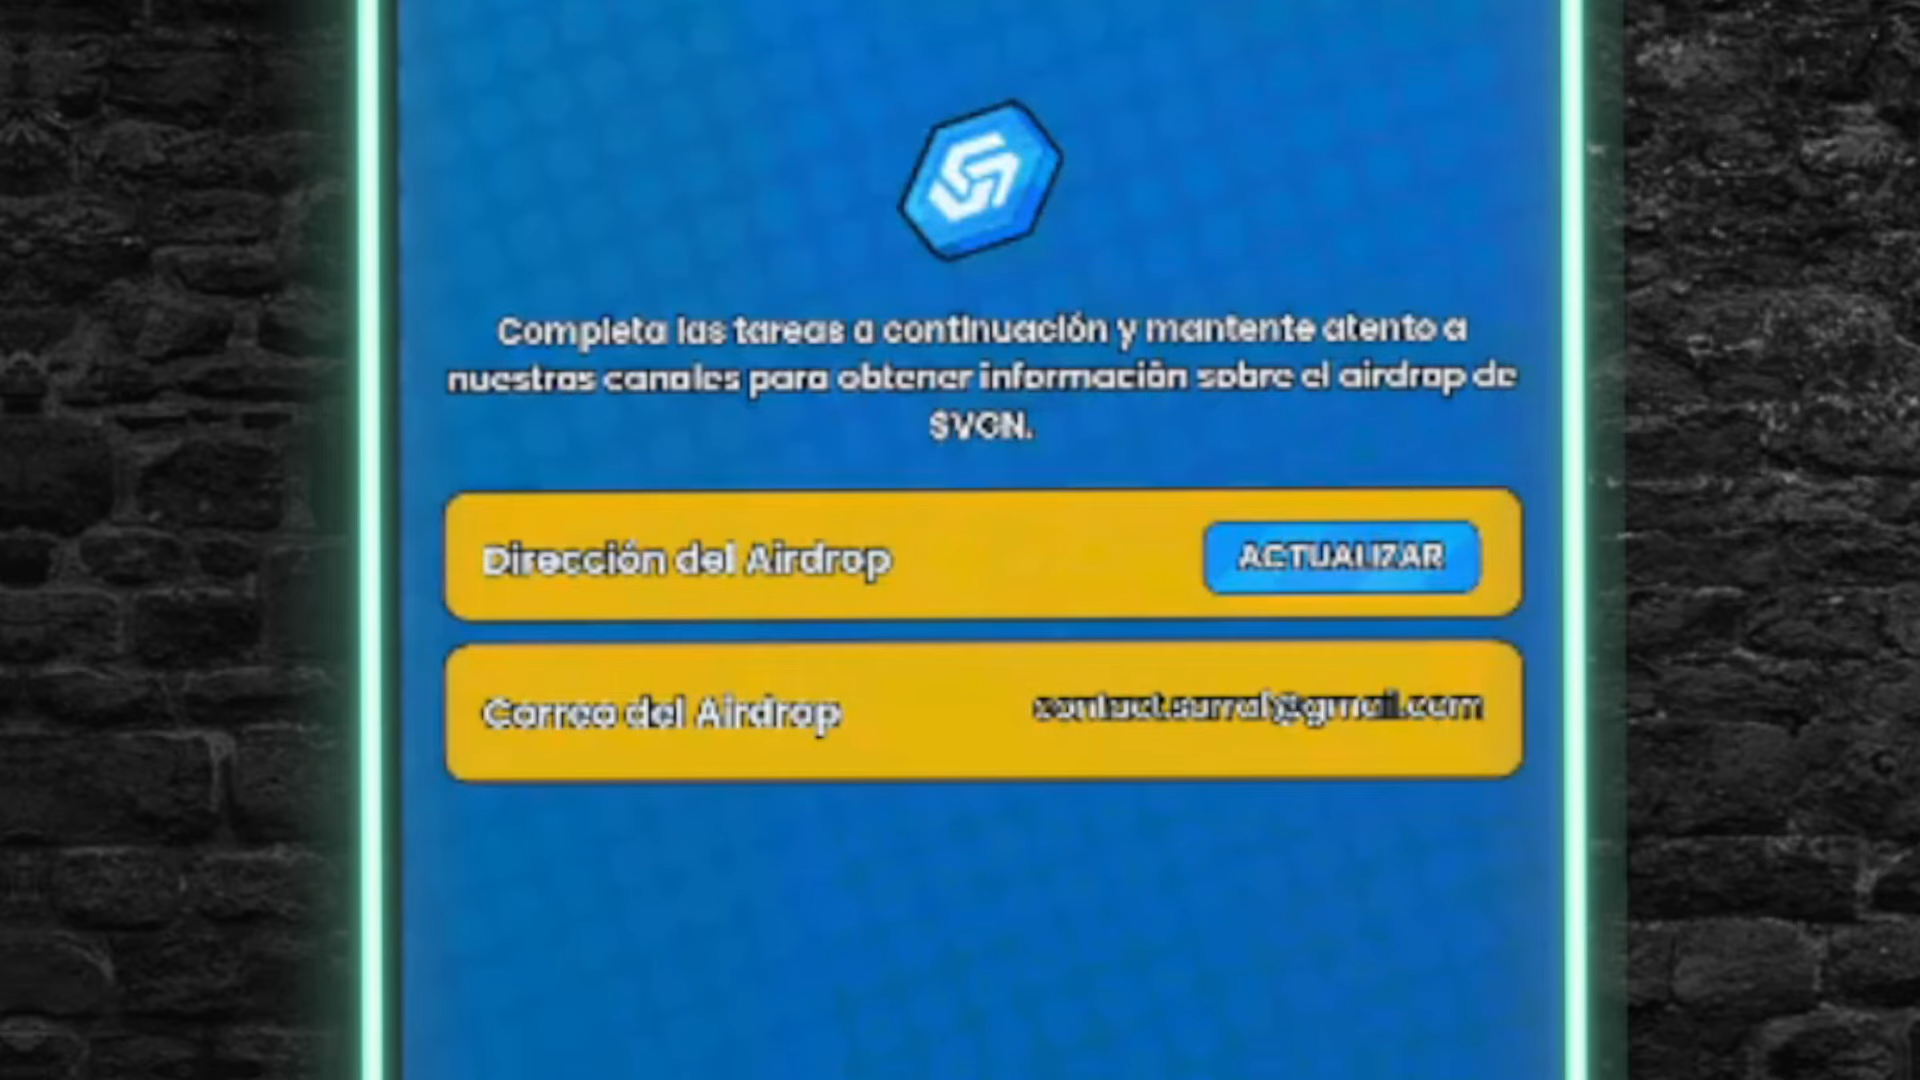 Completa las tareas a continuación y mantente atento a
nuestros canales para obtener información sobre el airdrop de
SVGN.
Dirección del Airdrop
ACTUALIZAR
Correo del Airdrop